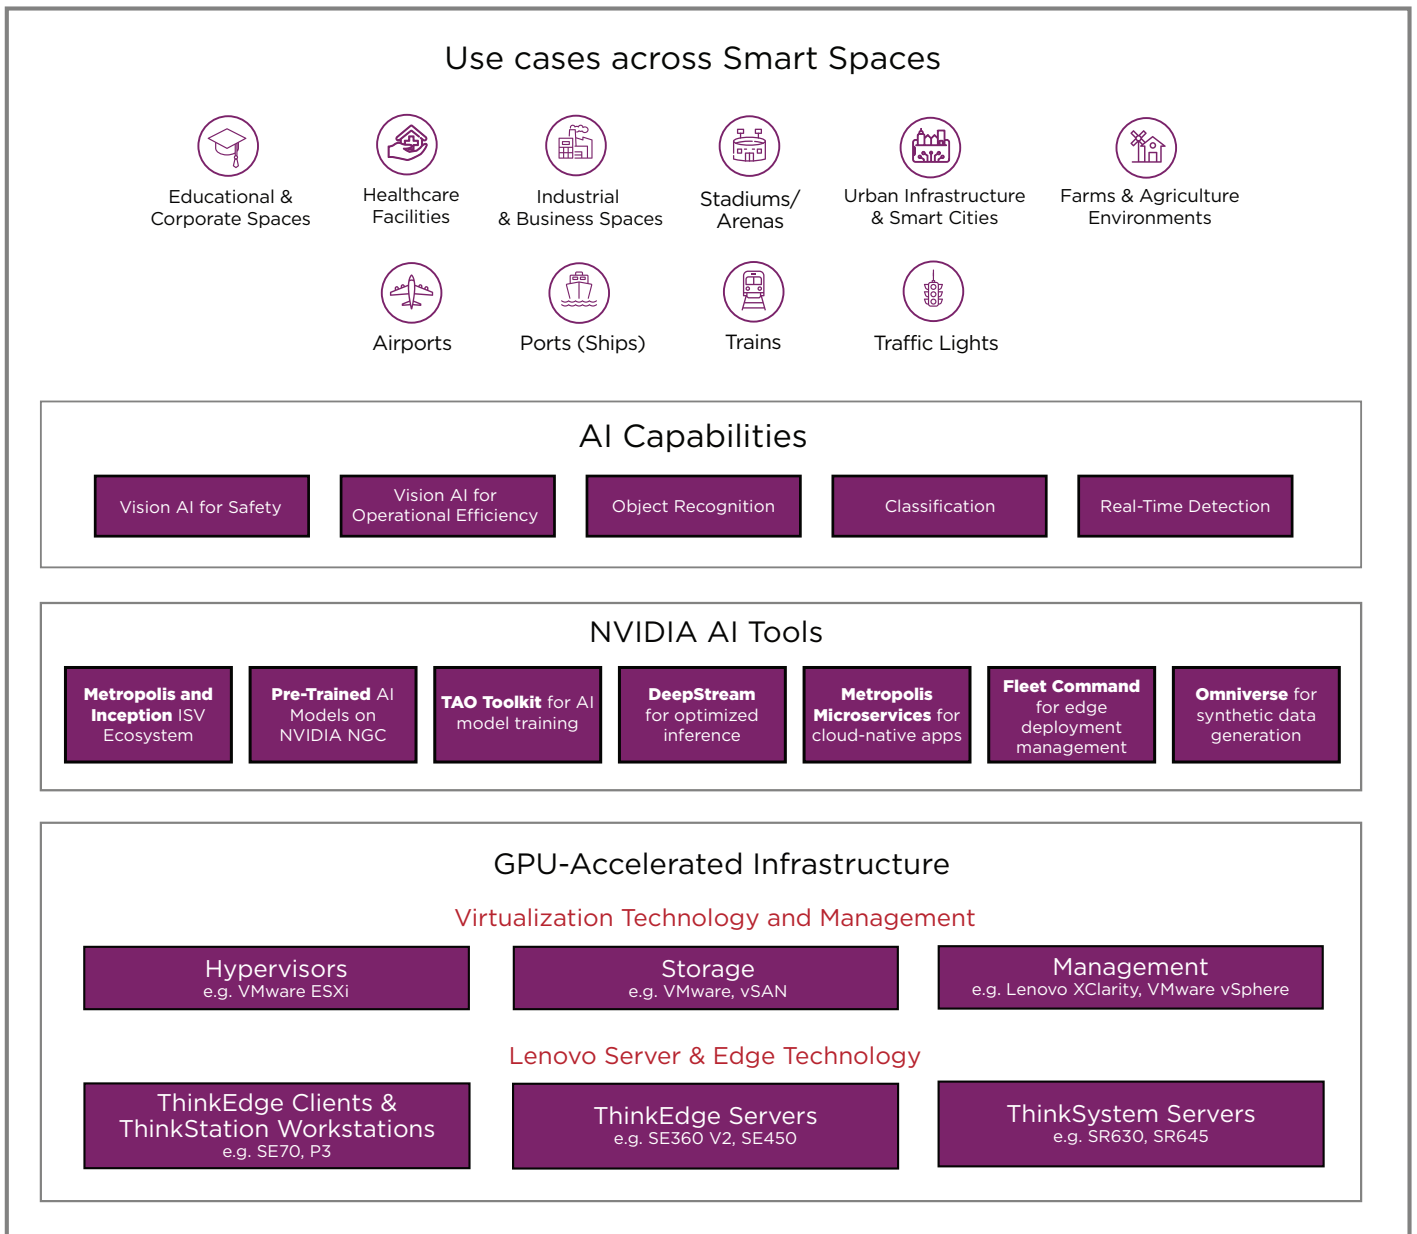 Use cases across Smart Spaces
Educational &
Corporate Spaces
Healthcare
Facilities
Industrial
& Business Spaces
Stadiums/
Arenas
Urban Infrastructure
& Smart Cities
Farms & Agriculture
Environments
Airports
Ports (Ships)
Trains
Traffic Lights
AI Capabilities
Vision AI for Safety
Vision AI for
Operational Efficiency
Object Recognition
Classification
Real-Time Detection
NVIDIA AI Tools
Metropolis and
Inception ISV
Ecosystem
Pre-Trained AI
Models on
NVIDIA NGC
TAO Toolkit for AI
model training
DeepStream
for optimized
inference
Metropolis
Microservices for
cloud-native apps
Fleet Command
for edge
deployment
management
Omniverse for
synthetic data
generation
GPU-Accelerated Infrastructure
Virtualization Technology and Management
Hypervisors
e.g. VMware ESXi
Storage
e.g. VMware, vSAN
Management
e.g. Lenovo XClarity, VMware vSphere
Lenovo Server & Edge Technology
ThinkEdge Clients &
ThinkStation Workstations
e.g. SE70, P3
ThinkEdge Servers
e.g. SE360 V2, SE450
ThinkSystem Servers
e.g. SR630, SR645